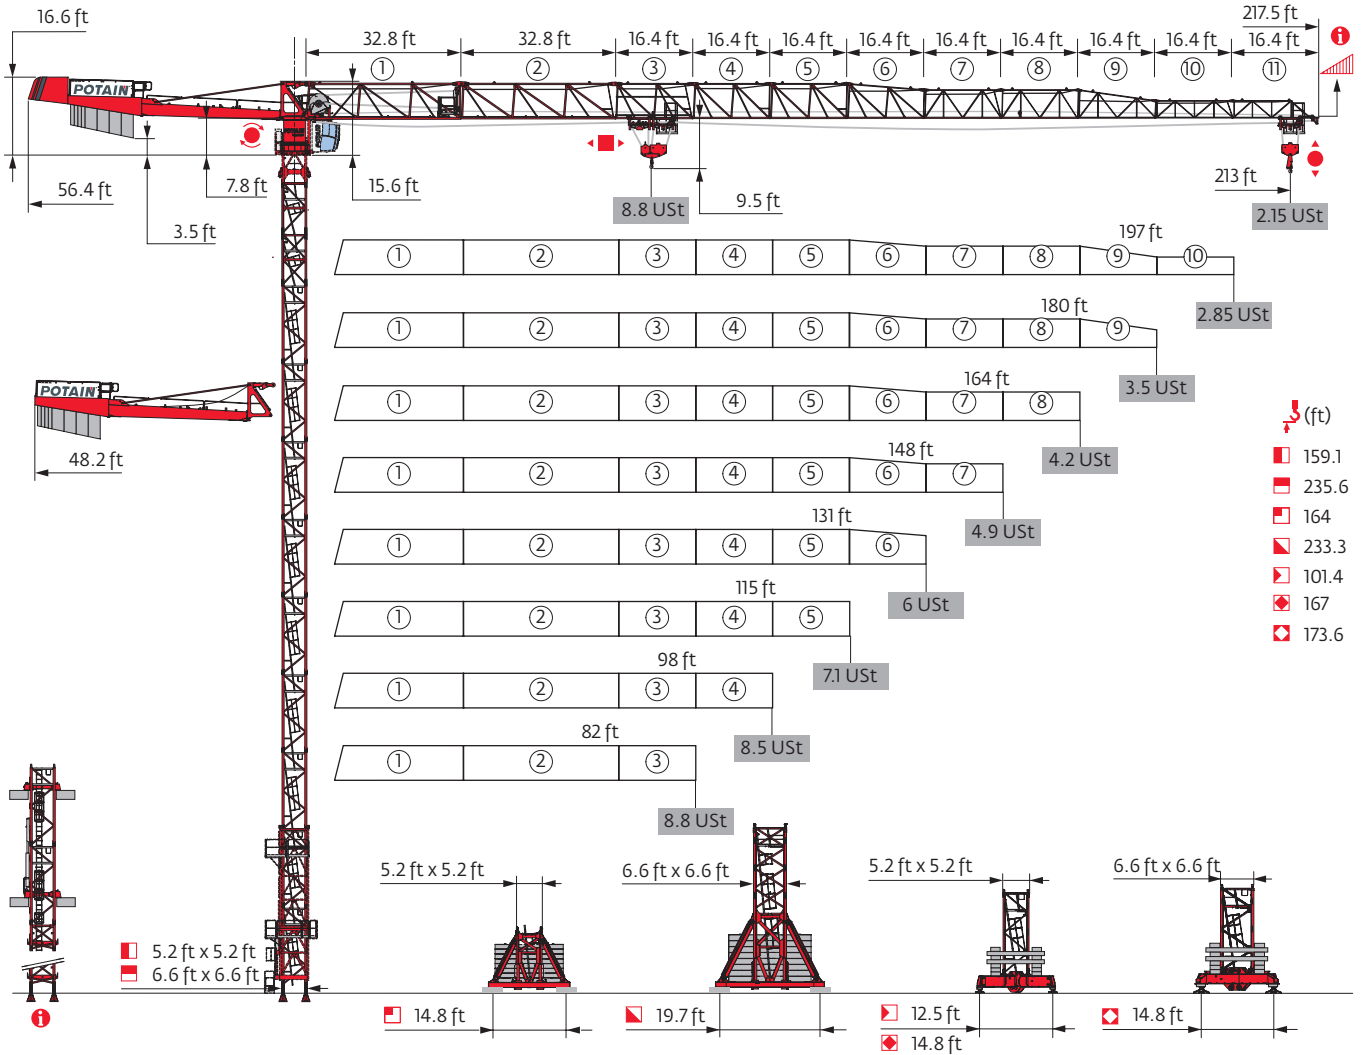 16.6 ft
217.5 ft
32.8 ft 32.8 ft 16.4 ft 16.4 ft 16.4 ft 16.4 ft 16.4 ft 16.4 ft 16.4 ft 16.4 ft 16.4 ft
1 2 3 4 5 6 7 8 9 10 11
i
POTAIN
56.4 ft
7.8 ft
15.6 ft
3.5 ft
9.5 ft
213 ft
8.8 USt
2.15 USt
197 ft
1 2 3 4 5 6 7 8 9 10
2.85 USt
180 ft
1 2 3 4 5 6 7 8 9
3.5 USt
164 ft
1 2 3 4 5 6 7 8
4.2 USt
POTAIN
48.2 ft
148 ft
1 2 3 4 5 6 7
4.9 USt
131 ft
1 2 3 4 5 6
6 USt
115 ft
1 2 3 4 5
7.1 USt
98 ft
1 2 3 4
8.5 USt
82 ft
1 2 3
8.8 USt
(ft)
159.1
235.6
164
233.3
101.4
167
173.6
5.2 ft x 5.2 ft
6.6 ft x 6.6 ft
i
5.2 ft x 5.2 ft
14.8 ft
6.6 ft x 6.6 ft
19.7 ft
5.2 ft x 5.2 ft
12.5 ft
14.8 ft
6.6 ft x 6.6 ft
14.8 ft